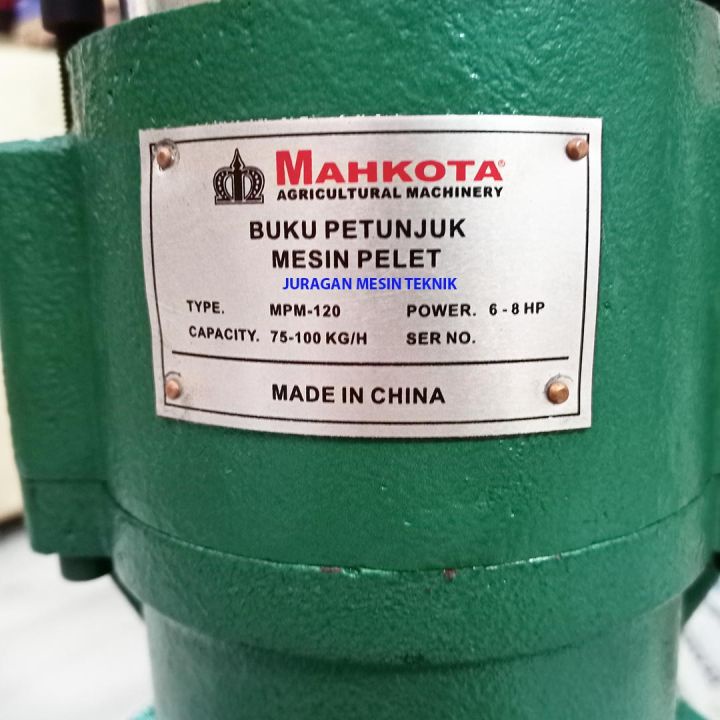 MAHKOTA®
AGRICULTURAL MACHINERY
BUKU PETUNJUK
MESIN PELET
JURAGAN MESIN TEKNIK
TYPE. MPM-120 POWER. 6 - 8 HP
CAPACITY. 75-100 KG/H SER NO.
MADE IN CHINA